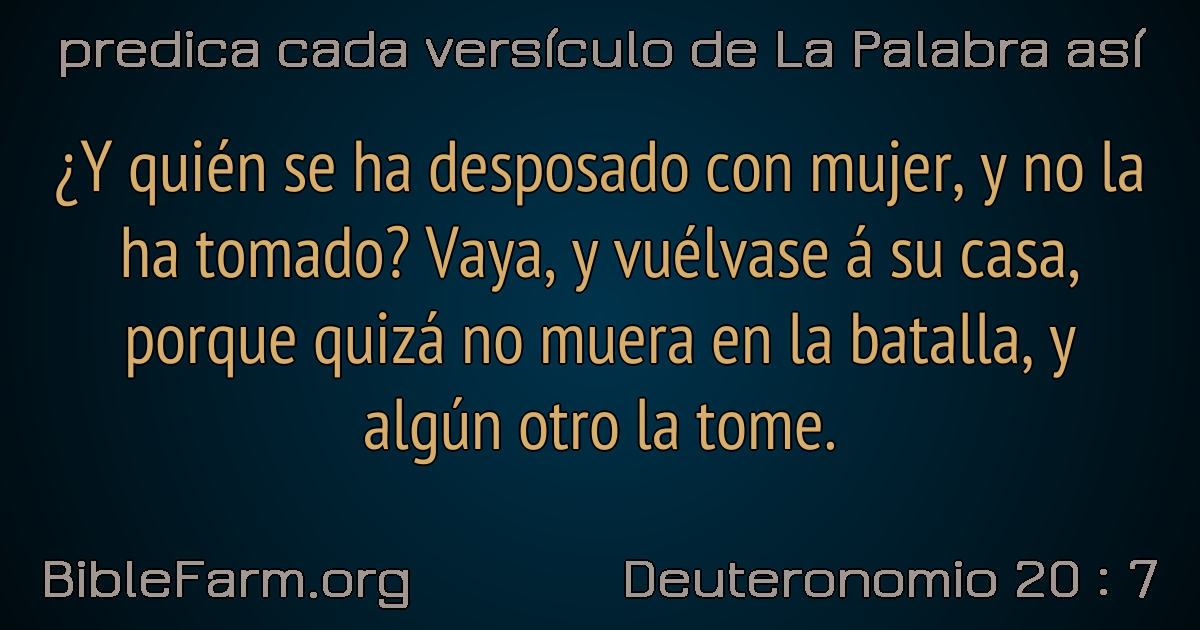 predica cada versículo de La Palabra así
¿Y quién se ha desposado con mujer, y no la
ha tomado? Vaya, y vuélvase á su casa,
porque quizá no muera en la batalla, y
algún otro la tome.
BibleFarm.org
Deuteronomio 20 : 7